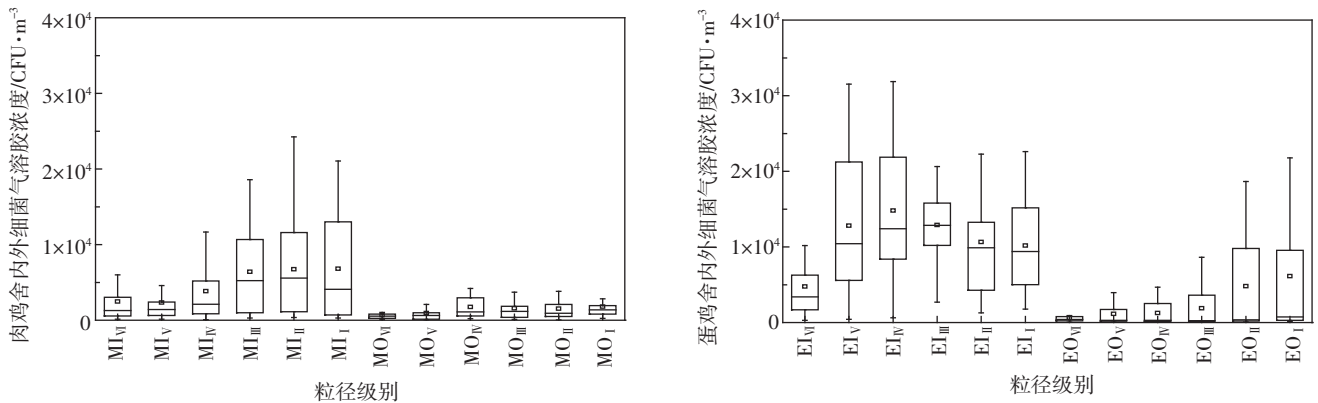 肉鸡舍内外细菌气溶胶浓度/CFU·m⁻³
4×10⁴
3×10⁴
2×10⁴
1×10⁴
0
MI_Ⅵ
MI_Ⅴ
MI_Ⅳ
MI_Ⅲ
MI_Ⅱ
MI_Ⅰ
MO_Ⅵ
MO_Ⅴ
MO_Ⅳ
MO_Ⅲ
MO_Ⅱ
MO_Ⅰ
粒径级别
蛋鸡舍内外细菌气溶胶浓度/CFU·m⁻³
4×10⁴
3×10⁴
2×10⁴
1×10⁴
0
EI_Ⅵ
EI_Ⅴ
EI_Ⅳ
EI_Ⅲ
EI_Ⅱ
EI_Ⅰ
EO_Ⅵ
EO_Ⅴ
EO_Ⅳ
EO_Ⅲ
EO_Ⅱ
EO_Ⅰ
粒径级别